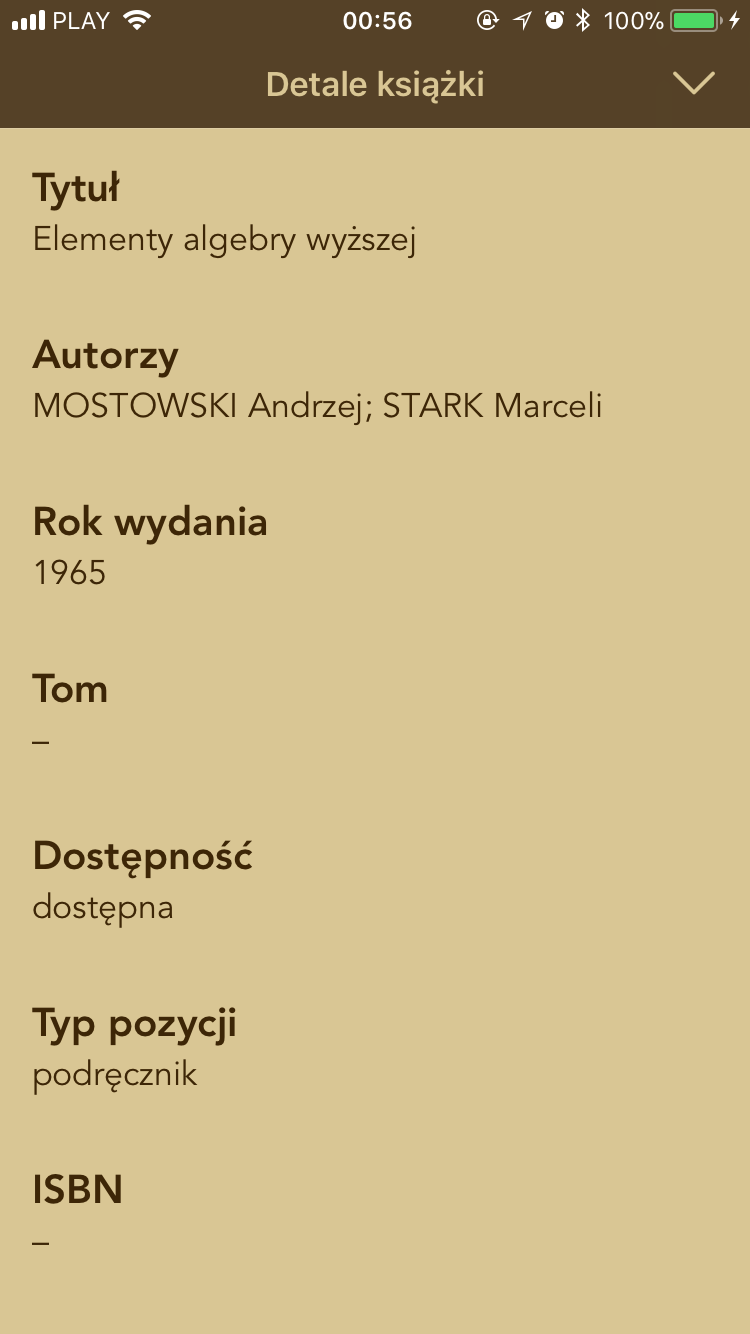 PLAY 00:56 100%
Detale książki
Tytuł
Elementy algebry wyższej
Autorzy
MOSTOWSKI Andrzej; STARK Marceli
Rok wydania
1965
Tom
–
Dostępność
dostępna
Typ pozycji
podręcznik
ISBN
–